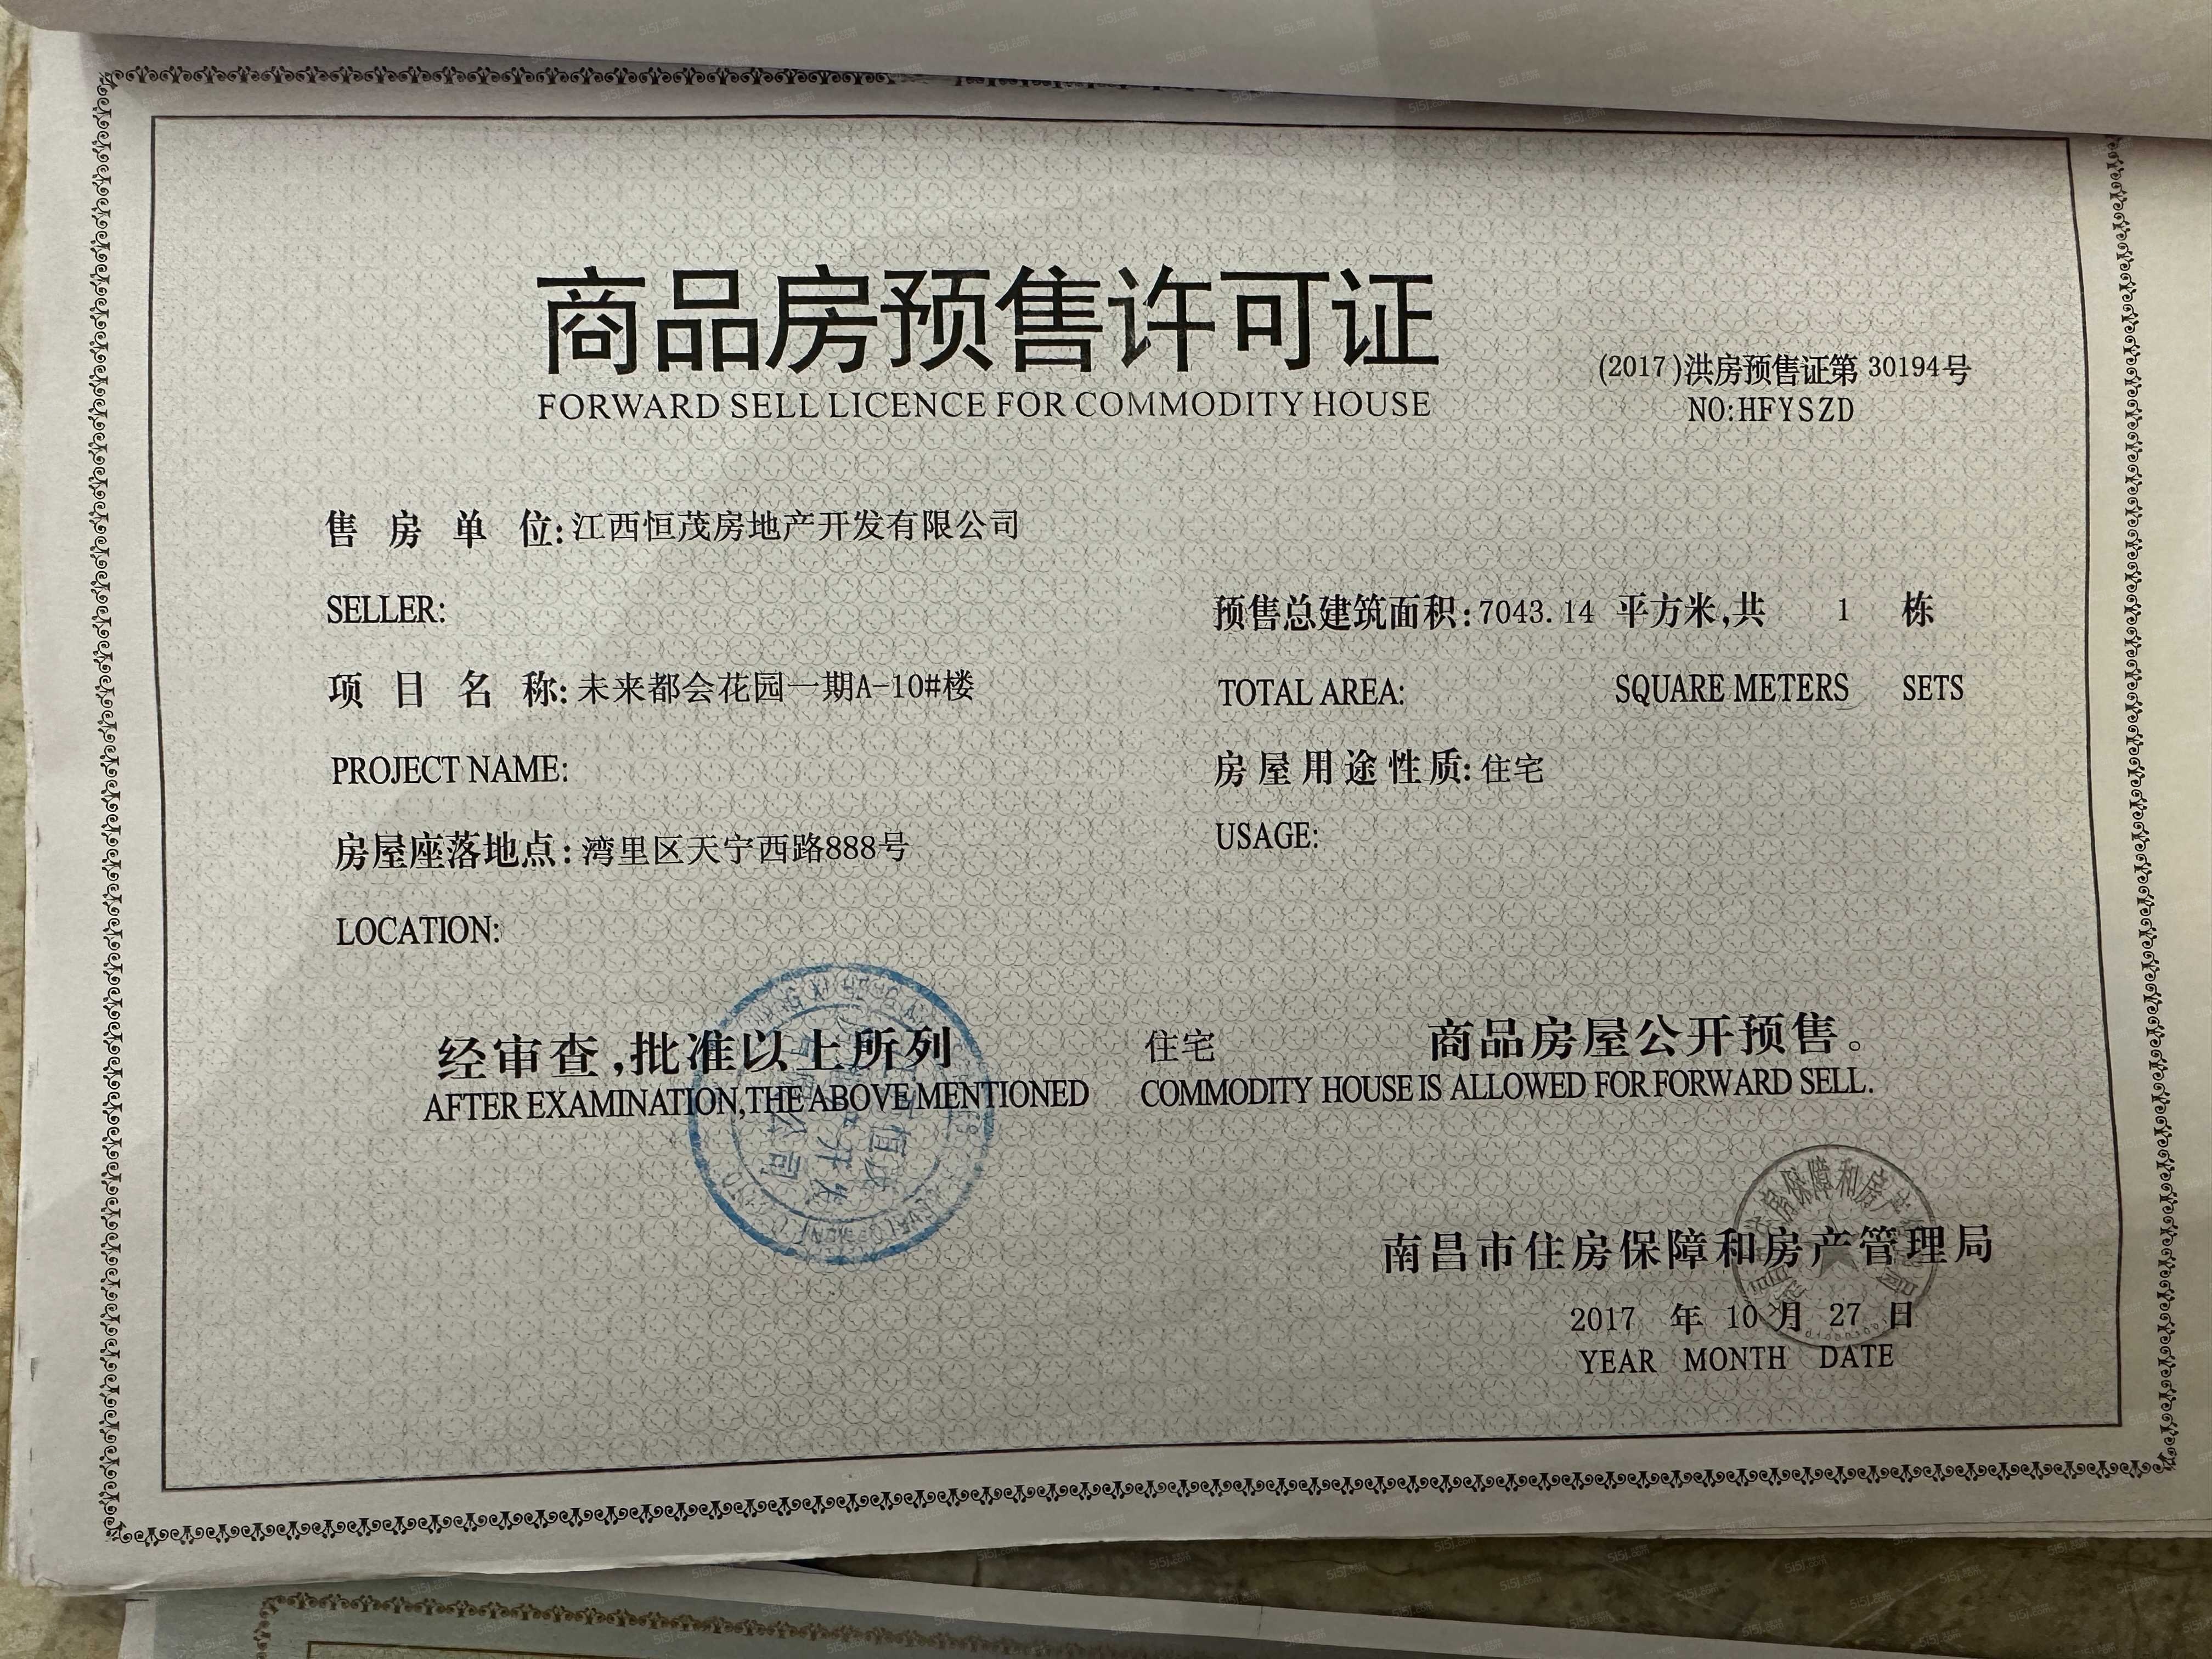 商品房预售许可证
FORWARD SELL LICENCE FOR COMMODITY HOUSE
(2017)洪房预售证第 30194号
NO:HFYSZD
售房单位:江西恒茂房地产开发有限公司
SELLER:
预售总建筑面积:7043.14 平方米,共 1 栋
TOTAL AREA: SQUARE METERS SETS
项目名称:未来都会花园一期A-10#楼
PROJECT NAME:
房屋用途性质:住宅
USAGE:
房屋座落地点:湾里区天宁西路888号
LOCATION:
经审查,批准以上所列 住宅 商品房屋公开预售。
AFTER EXAMINATION,THE ABOVE MENTIONED COMMODITY HOUSE IS ALLOWED FOR FORWARD SELL.
南昌市住房保障和房产管理局
2017 年 10 月 27 日
YEAR MONTH DATE